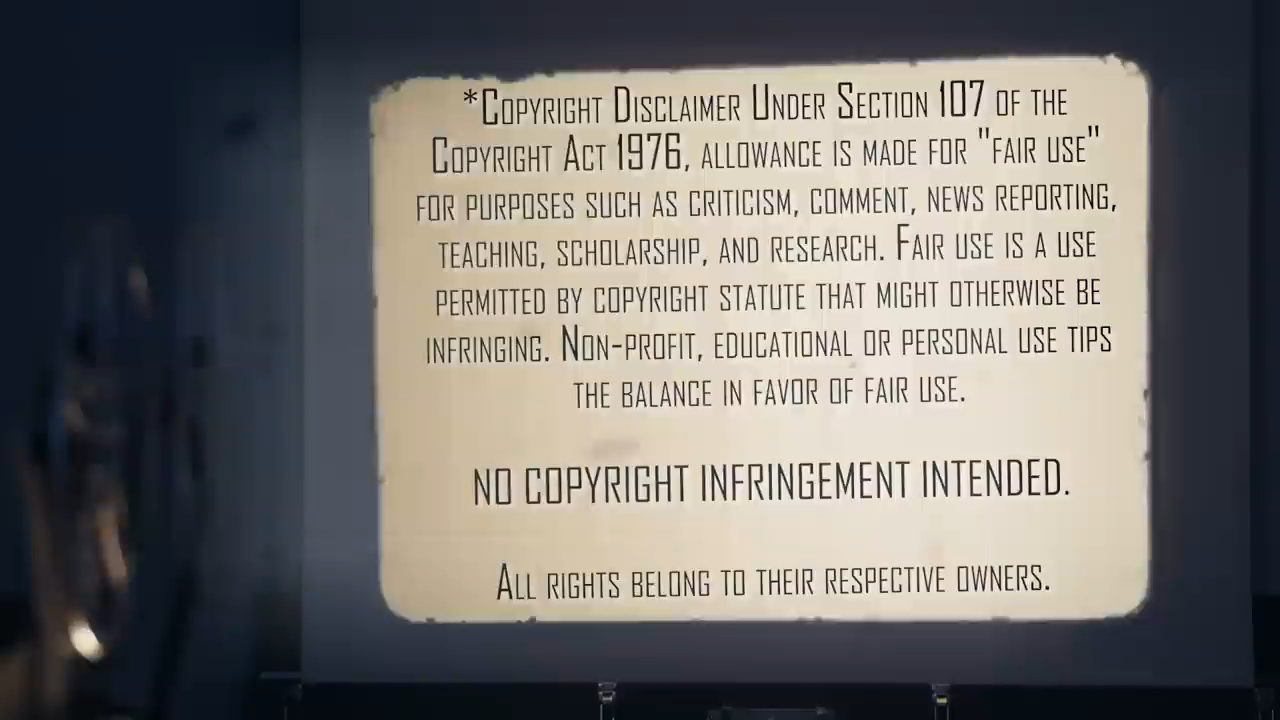 *Copyright Disclaimer Under Section 107 of the
Copyright Act 1976, allowance is made for "fair use"
for purposes such as criticism, comment, news reporting,
teaching, scholarship, and research. Fair use is a use
permitted by copyright statute that might otherwise be
infringing. Non-profit, educational or personal use tips
the balance in favor of fair use.
NO COPYRIGHT INFRINGEMENT INTENDED.
All rights belong to their respective owners.